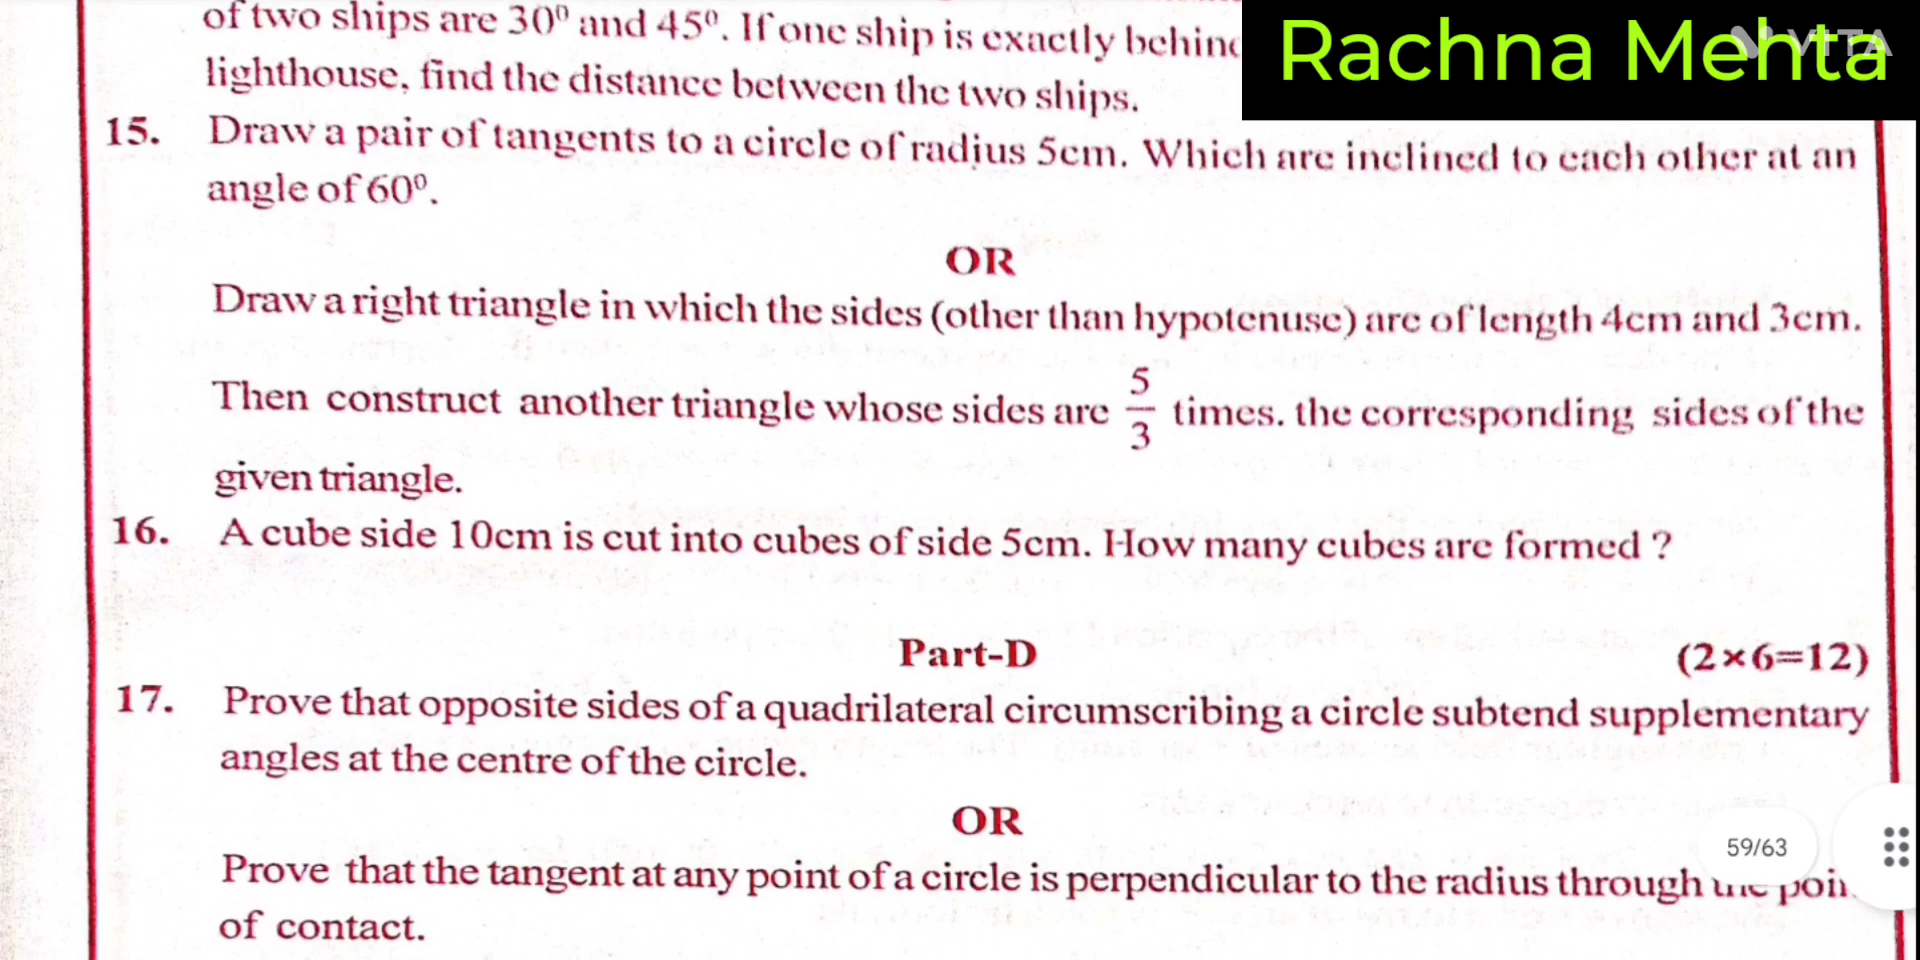 of two ships are 30⁰ and 45⁰. If one ship is exactly
lighthouse, find the distance between the two ships.
Rachna Mehta
VITA
15. Draw a pair of tangents to a circle of radius 5cm. Which are inclined to each other at an
angle of 60⁰.
OR
Draw a right triangle in which the sides (other than hypotenuse) are of length 4cm and 3cm.
Then construct another triangle whose sides are 5/3 times. the corresponding sides of the
given triangle.
16. A cube side 10cm is cut into cubes of side 5cm. How many cubes are formed ?
Part-D (2×6=12)
17. Prove that opposite sides of a quadrilateral circumscribing a circle subtend supplementary
angles at the centre of the circle.
OR
59/63
Prove that the tangent at any point of a circle is perpendicular to the radius through the
of contact.